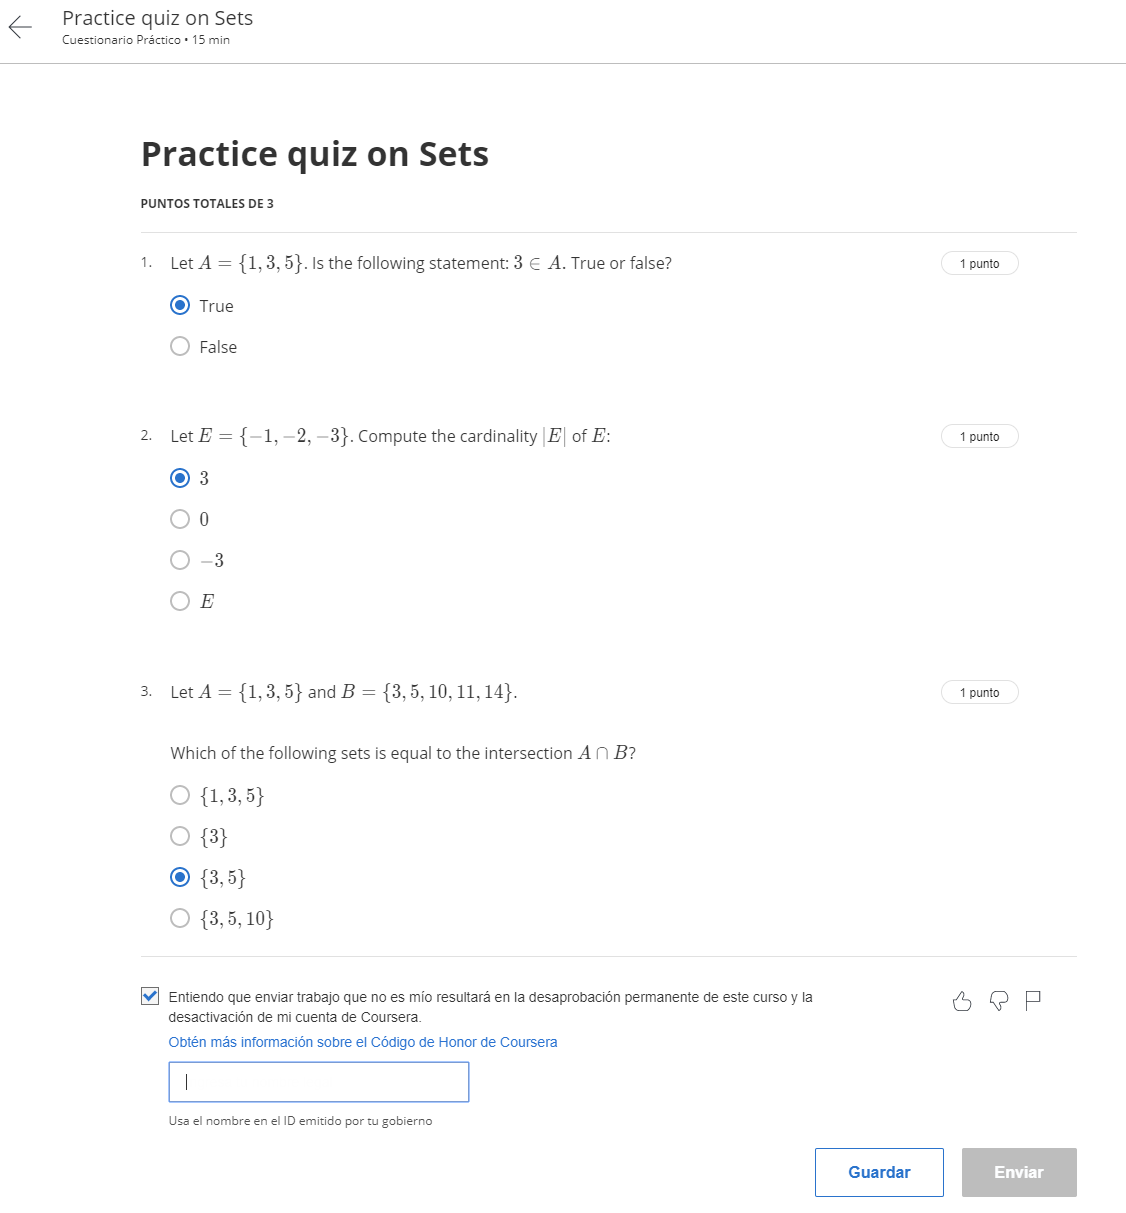 Practice quiz on Sets
Cuestionario Práctico • 15 min
Practice quiz on Sets
PUNTOS TOTALES DE 3
1. Let A = {1, 3, 5}. Is the following statement: 3 ∈ A. True or false?
1 punto
True
False
2. Let E = {−1, −2, −3}. Compute the cardinality |E| of E:
1 punto
3
0
−3
E
3. Let A = {1, 3, 5} and B = {3, 5, 10, 11, 14}.
1 punto
Which of the following sets is equal to the intersection A ∩ B?
{1, 3, 5}
{3}
{3, 5}
{3, 5, 10}
Entiendo que enviar trabajo que no es mío resultará en la desaprobación permanente de este curso y la
desactivación de mi cuenta de Coursera.
Obtén más información sobre el Código de Honor de Coursera
Usa el nombre en el ID emitido por tu gobierno
Guardar
Enviar